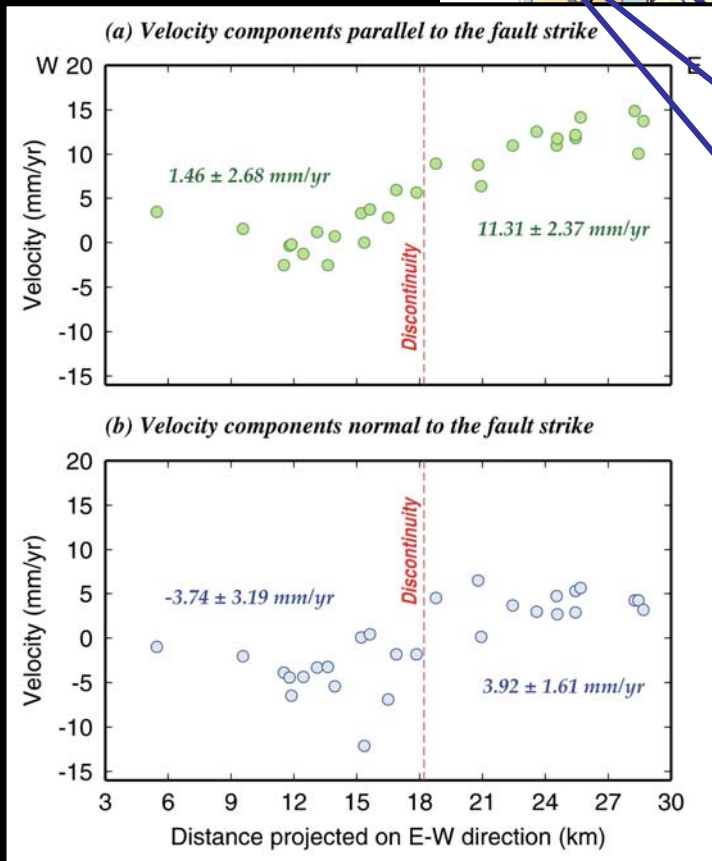 (a) Velocity components parallel to the fault strike
W
E
20
15
10
5
0
-5
-10
-15
Velocity (mm/yr)
1.46 ± 2.68 mm/yr
11.31 ± 2.37 mm/yr
Discontinuity
(b) Velocity components normal to the fault strike
20
15
10
5
0
-5
-10
-15
Velocity (mm/yr)
-3.74 ± 3.19 mm/yr
3.92 ± 1.61 mm/yr
Discontinuity
3 6 9 12 15 18 21 24 27 30
Distance projected on E-W direction (km)